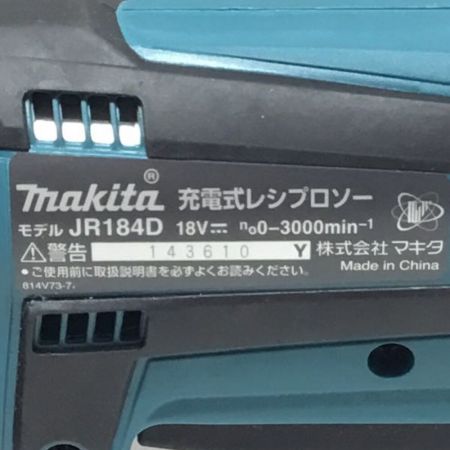 makita® 充電式レシプロソー
モデル JR184D 18V⎓ n₀0-3000min⁻¹
⚠警告 143610 Y 株式会社 マキタ
•ご使用前に取扱説明書を必ずよくお読みください。 Made in China
814V73-7